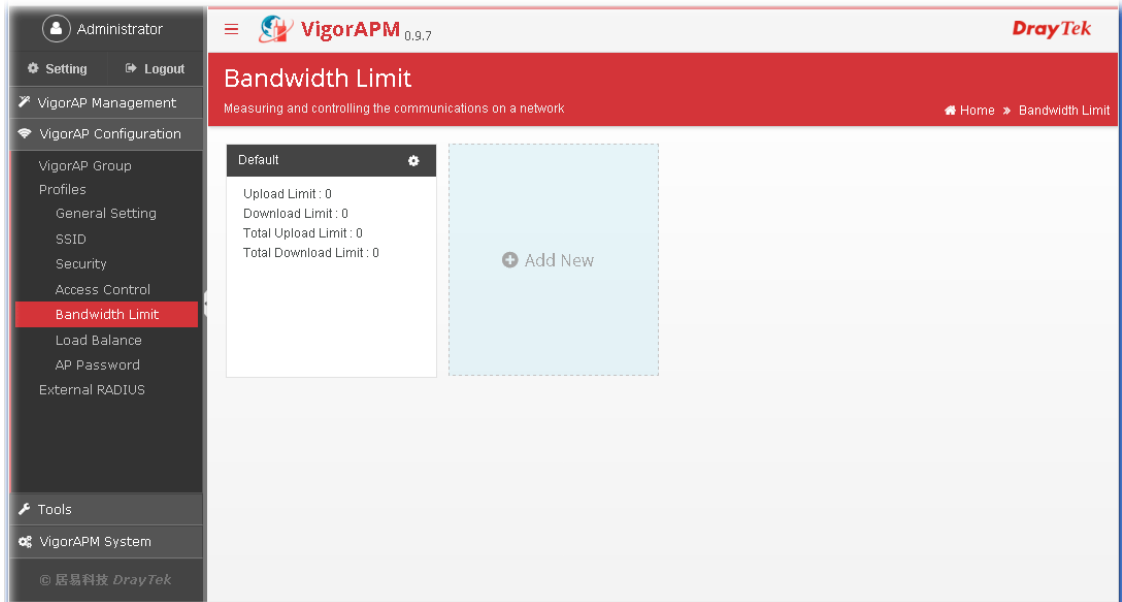 Administrator
Setting
Logout
VigorAP Management
VigorAP Configuration
VigorAP Group
Profiles
General Setting
SSID
Security
Access Control
Bandwidth Limit
Load Balance
AP Password
External RADIUS
Tools
VigorAPM System
© 居易科技 DrayTek
VigorAPM 0.9.7
DrayTek
Bandwidth Limit
Measuring and controlling the communications on a network
Home » Bandwidth Limit
Default
Upload Limit : 0
Download Limit : 0
Total Upload Limit : 0
Total Download Limit : 0
Add New